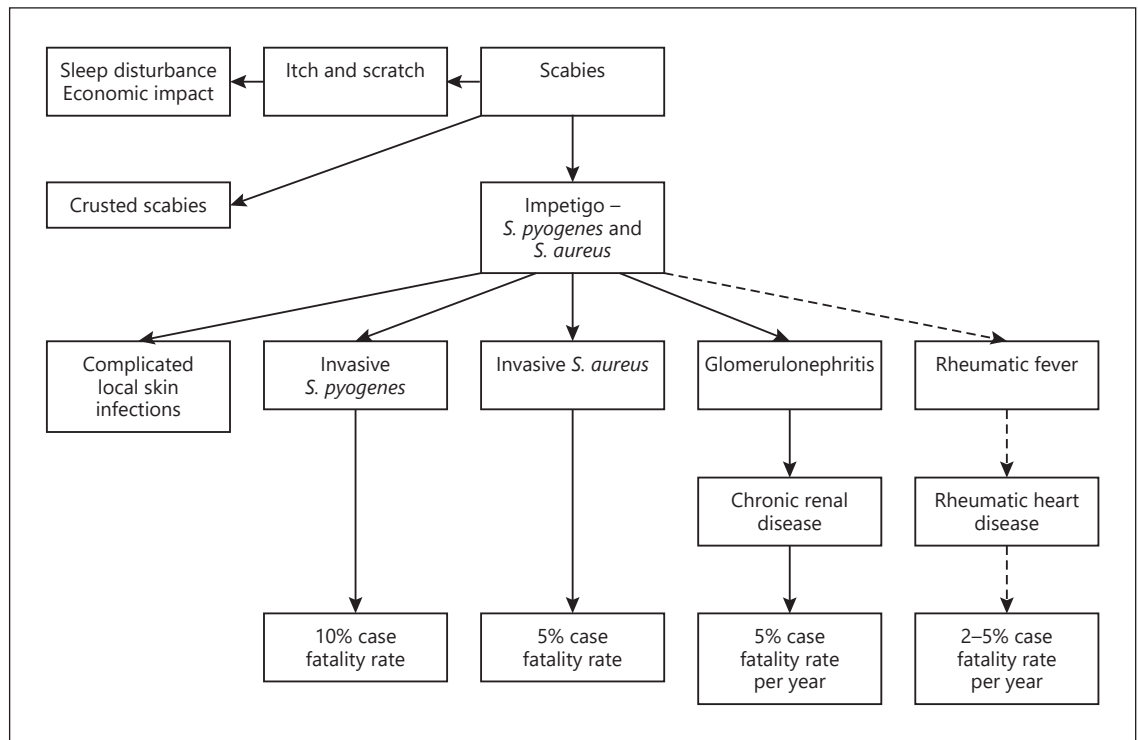 Sleep disturbance
Economic impact
Itch and scratch
Scabies
Crusted scabies
Impetigo –
S. pyogenes and
S. aureus
Complicated
local skin
infections
Invasive
S. pyogenes
Invasive S. aureus
Glomerulonephritis
Rheumatic fever
Chronic renal
disease
Rheumatic heart
disease
10% case
fatality rate
5% case
fatality rate
5% case
fatality rate
per year
2–5% case
fatality rate
per year